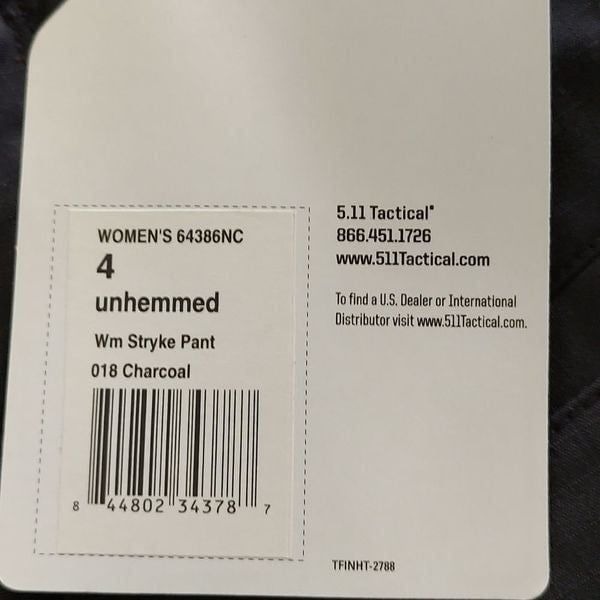 WOMEN'S 64386NC
4
unhemmed
Wm Stryke Pant
018 Charcoal
8 44802 34378 7
5.11 Tactical®
866.451.1726
www.511Tactical.com
To find a U.S. Dealer or International
Distributor visit www.511Tactical.com.
TFINHT-2788